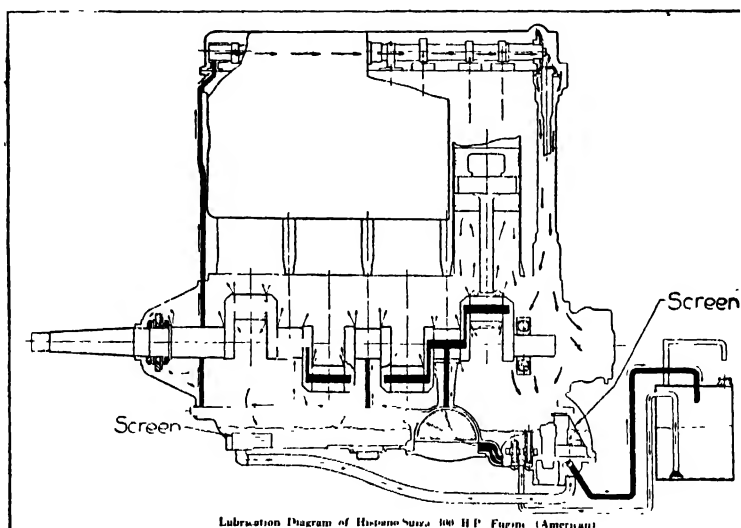 Screen
Screen
Lubrication Diagram of Hispano Suiza 300 H.P. Engine (American)